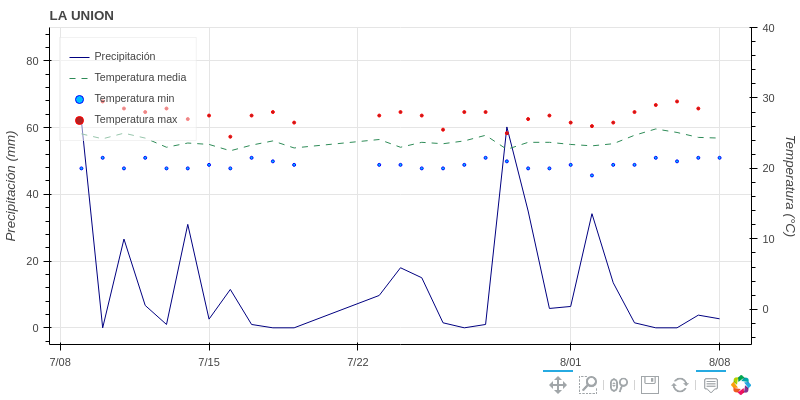 LA UNION
Precipitación
Temperatura media
Temperatura min
Temperatura max
Precipitación (mm)
80
60
40
20
0
Temperatura (°C)
40
30
20
10
0
7/08
7/15
7/22
8/01
8/08